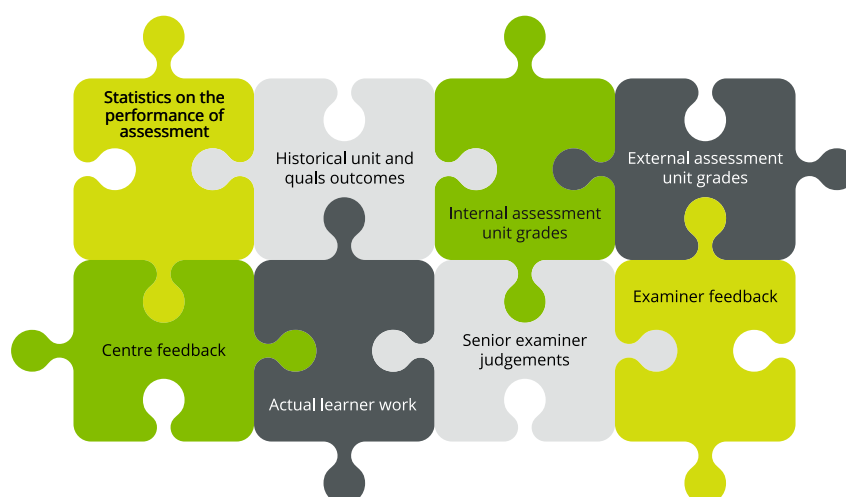 Statistics on the
performance of
assessment
Historical unit and
quals outcomes
Internal assessment
unit grades
External assessment
unit grades
Centre feedback
Actual learner work
Senior examiner
judgements
Examiner feedback